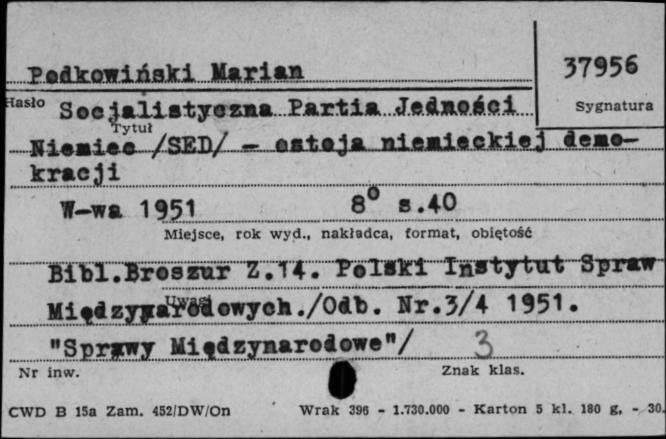 Podkowiński Marian
37956
Hasło
Sygnatura
Socjalistyczna Partia Jedności
Tytuł
Niemiec /SED/ – ostoja niemieckiej demo-
kracji
W-wa 1951 8⁰ s.40
Miejsce, rok wyd., nakładca, format, objętość
Bibl.Broszur Z.14. Polski Instytut Spraw
Uwagi
Międzynarodowych./Odb. Nr.3/4 1951.
"Sprawy Międzynarodowe"/ 3
Nr inw.
Znak klas.
CWD B 15a Zam. 452/DW/On Wrak 396 - 1.730.000 - Karton 5 kl. 180 g, - 30.